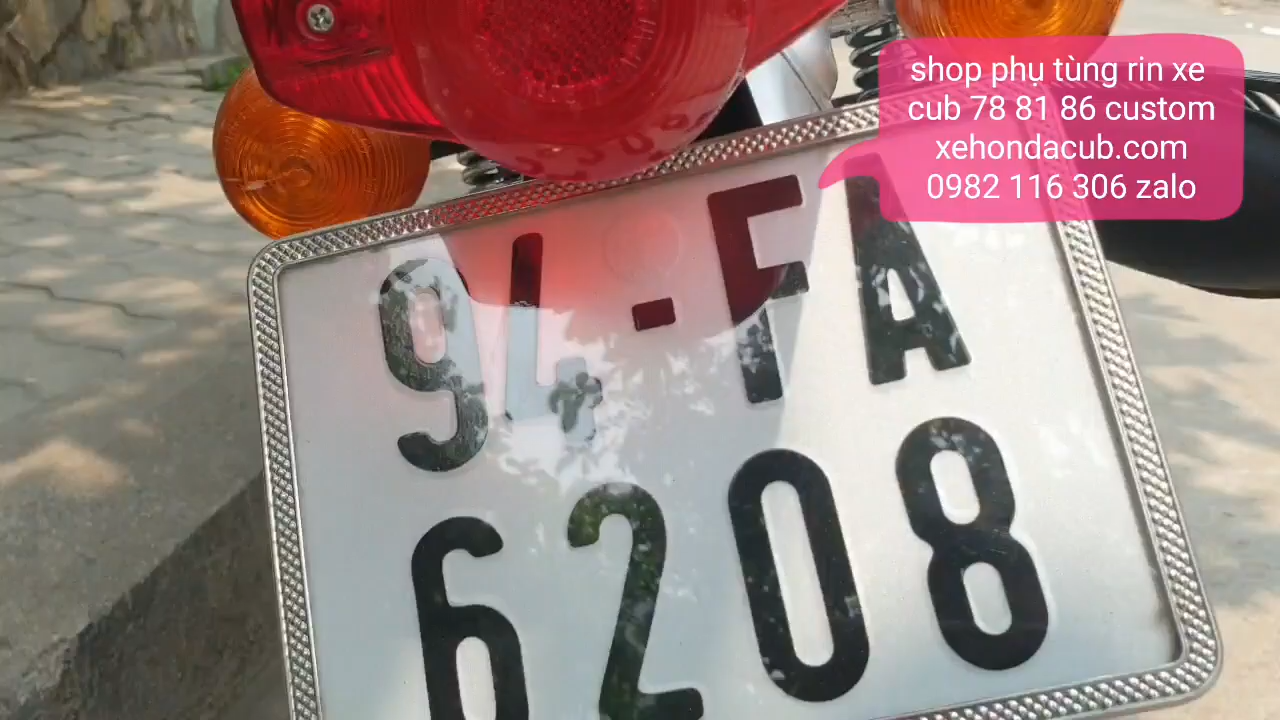 shop phụ tùng rin xe
cub 78 81 86 custom
xehondacub.com
0982 116 306 zalo
94-FA
6208